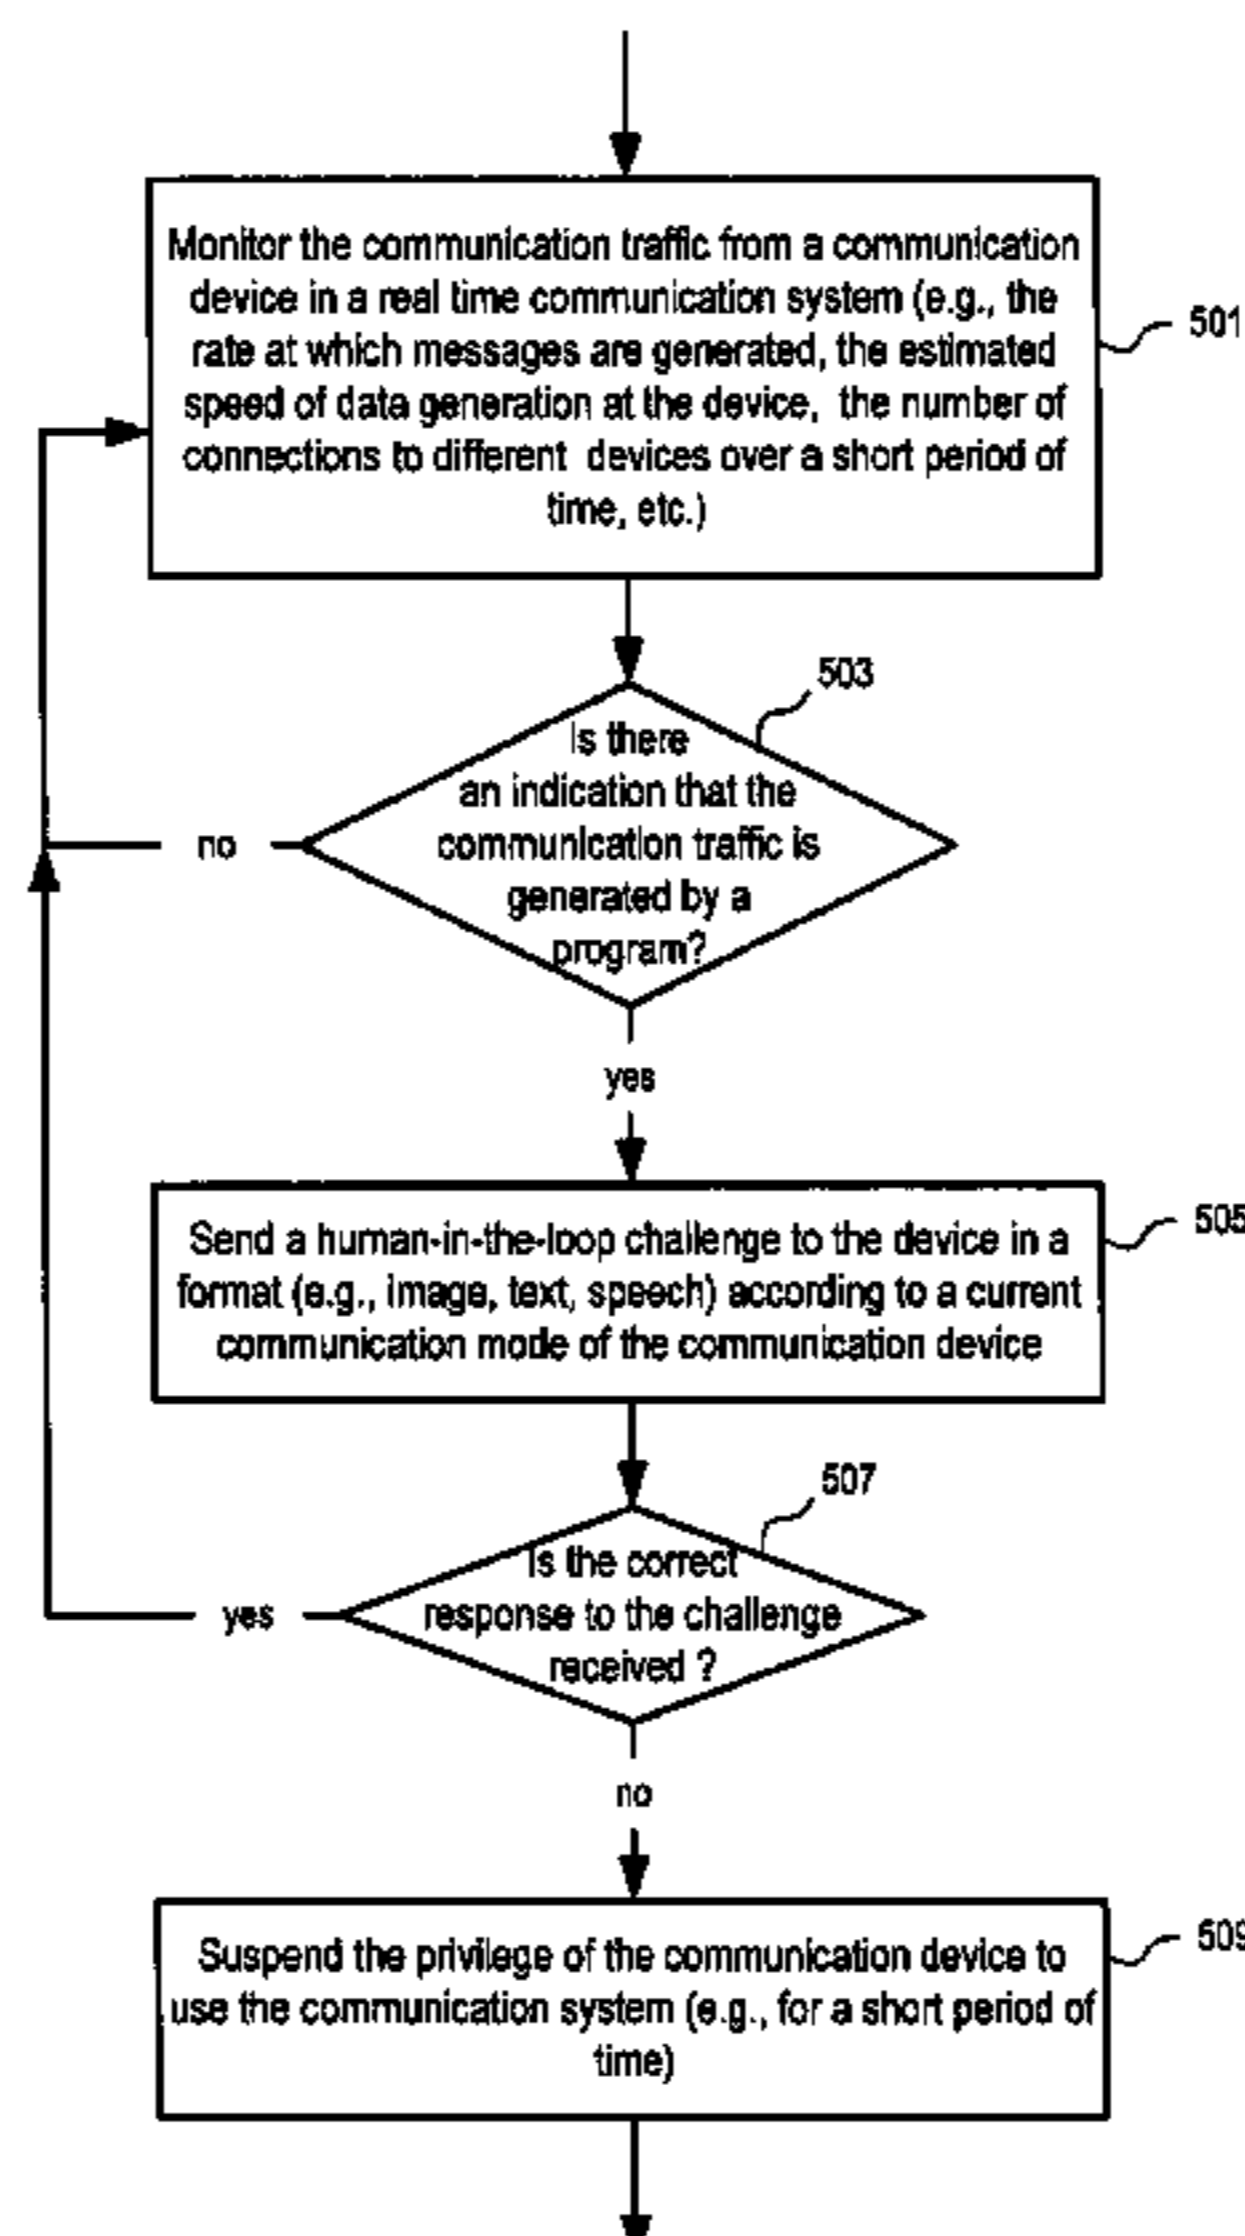 Monitor the communication traffic from a communication
device in a real time communication system (e.g., the
rate at which messages are generated, the estimated
speed of data generation at the device, the number of
connections to different devices over a short period of
time, etc.)
501
503
Is there
an indication that the
communication traffic is
generated by a
program?
no
yes
Send a human-in-the-loop challenge to the device in a
format (e.g., image, text, speech) according to a current
communication mode of the communication device
505
507
Is the correct
response to the challenge
received ?
yes
no
Suspend the privilege of the communication device to
use the communication system (e.g., for a short period of
time)
509